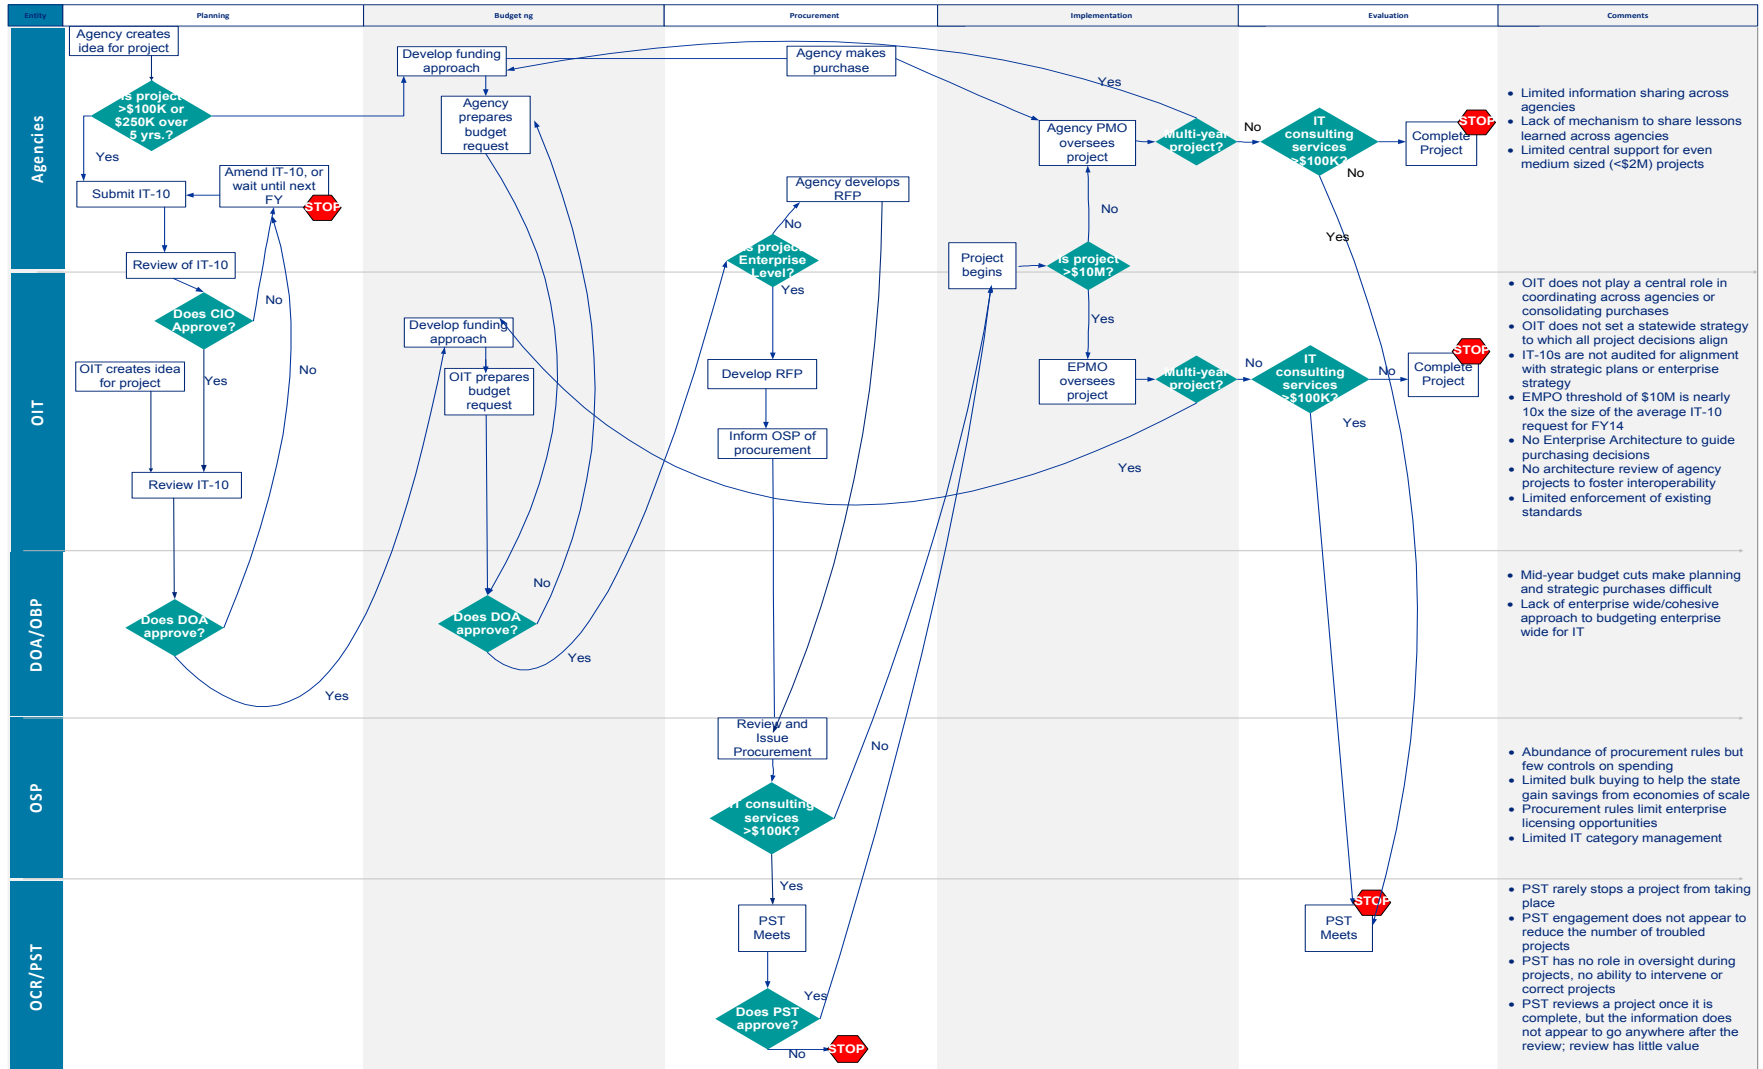 Entity
Planning
Budget ng
Procurement
Implementation
Evaluation
Comments
Agencies
Agency creates
idea for project
Is project
>$100K or
$250K over
5 yrs.?
Yes
Submit IT-10
Amend IT-10, or
wait until next
FY
STOP
Review of IT-10
No
Develop funding
approach
Agency
prepares
budget
request
Agency makes
purchase
Agency develops
RFP
No
Is project
Enterprise
Level?
Yes
Yes
Agency PMO
oversees
project
Multi-year
project?
No
No
Project
begins
Is project
>$10M?
Yes
IT
consulting
services
>$100K?
No
Yes
Complete
Project
STOP
Limited information sharing across
agencies
Lack of mechanism to share lessons
learned across agencies
Limited central support for even
medium sized (<$2M) projects
OIT
Does CIO
Approve?
Yes
No
OIT creates idea
for project
Review IT-10
Develop funding
approach
OIT prepares
budget
request
Develop RFP
Inform OSP of
procurement
EPMO
oversees
project
Multi-year
project?
No
Yes
IT
consulting
services
>$100K?
No
Yes
Complete
Project
STOP
OIT does not play a central role in
coordinating across agencies or
consolidating purchases
OIT does not set a statewide strategy
to which all project decisions align
IT-10s are not audited for alignment
with strategic plans or enterprise
strategy
EMPO threshold of $10M is nearly
10x the size of the average IT-10
request for FY14
No Enterprise Architecture to guide
purchasing decisions
No architecture review of agency
projects to foster interoperability
Limited enforcement of existing
standards
DOA/OBP
Does DOA
approve?
Yes
Does DOA
approve?
No
Yes
Mid-year budget cuts make planning
and strategic purchases difficult
Lack of enterprise wide/cohesive
approach to budgeting enterprise
wide for IT
OSP
Review and
Issue
Procurement
No
IT consulting
services
>$100K?
Yes
Abundance of procurement rules but
few controls on spending
Limited bulk buying to help the state
gain savings from economies of scale
Procurement rules limit enterprise
licensing opportunities
Limited IT category management
OCR/PST
PST
Meets
Yes
Does PST
approve?
No
STOP
PST
Meets
STOP
PST rarely stops a project from taking
place
PST engagement does not appear to
reduce the number of troubled
projects
PST has no role in oversight during
projects, no ability to intervene or
correct projects
PST reviews a project once it is
complete, but the information does
not appear to go anywhere after the
review; review has little value